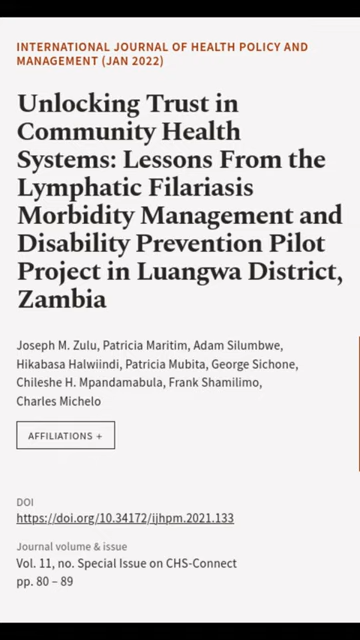 INTERNATIONAL JOURNAL OF HEALTH POLICY AND
MANAGEMENT (JAN 2022)
Unlocking Trust in
Community Health
Systems: Lessons From the
Lymphatic Filariasis
Morbidity Management and
Disability Prevention Pilot
Project in Luangwa District,
Zambia
Joseph M. Zulu, Patricia Maritim, Adam Silumbwe,
Hikabasa Halwiindi, Patricia Mubita, George Sichone,
Chileshe H. Mpandamabula, Frank Shamilimo,
Charles Michelo
AFFILIATIONS +
DOI
https://doi.org/10.34172/ijhpm.2021.133
Journal volume & issue
Vol. 11, no. Special Issue on CHS-Connect
pp. 80 – 89